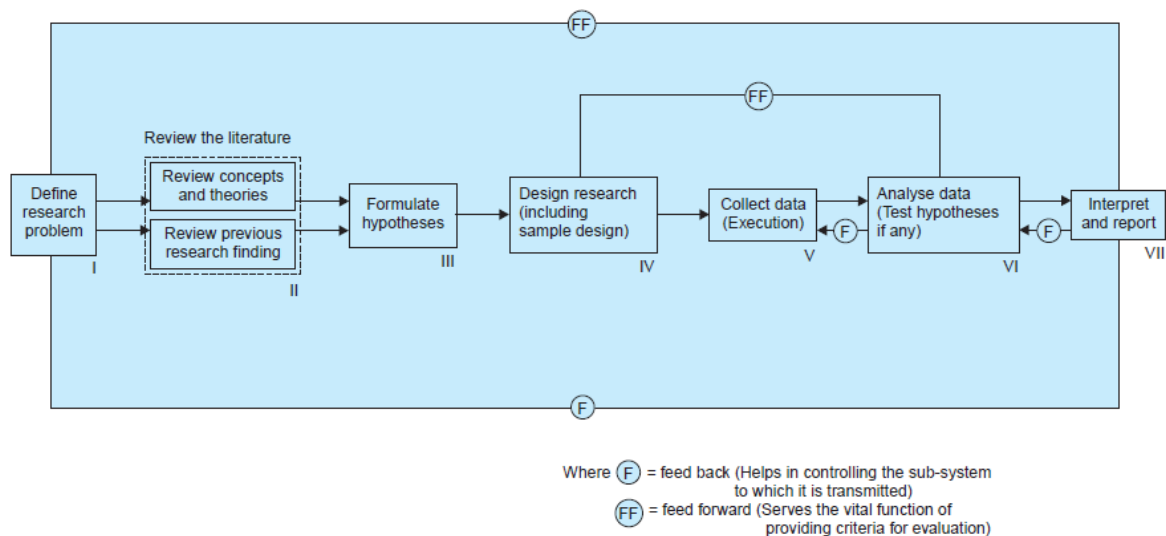 FF
FF
Review the literature
Define
research
problem
I
Review concepts
and theories
Review previous
research finding
II
Formulate
hypotheses
III
Design research
(including
sample design)
IV
Collect data
(Execution)
V
F
Analyse data
(Test hypotheses
if any)
VI
F
Interpret
and report
VII
F
Where F = feed back (Helps in controlling the sub-system
to which it is transmitted)
FF = feed forward (Serves the vital function of
providing criteria for evaluation)